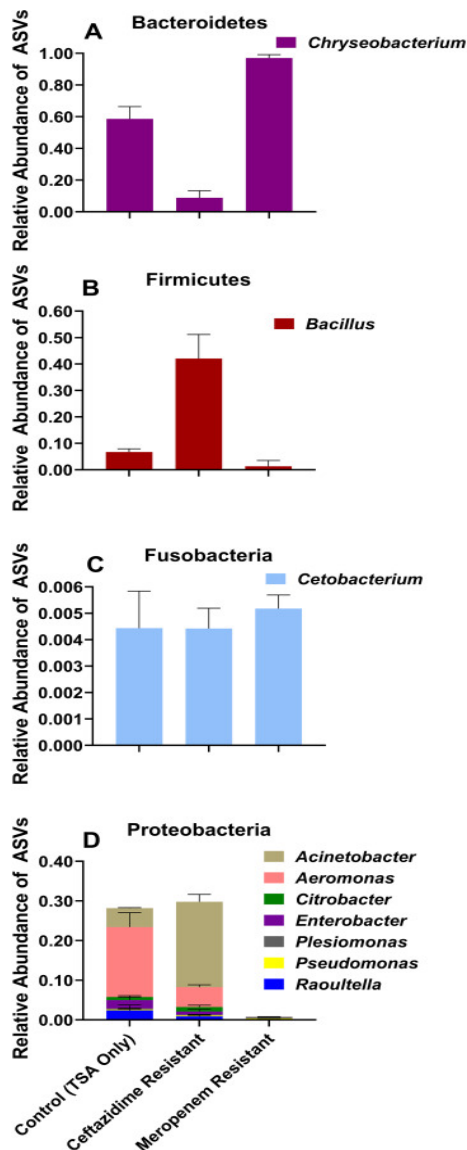 A
Bacteroidetes
Chryseobacterium
Relative Abundance of ASVs
1.00
0.80
0.60
0.40
0.20
0.00
B
Firmicutes
Bacillus
Relative Abundance of ASVs
0.60
0.50
0.40
0.30
0.20
0.10
0.00
C
Fusobacteria
Cetobacterium
Relative Abundance of ASVs
0.006
0.005
0.004
0.003
0.002
0.001
0.000
D
Proteobacteria
Relative Abundance of ASVs
0.40
0.30
0.20
0.10
0.00
Acinetobacter
Aeromonas
Citrobacter
Enterobacter
Plesiomonas
Pseudomonas
Raoultella
Control (TSA Only)
Ceftazidime Resistant
Meropenem Resistant